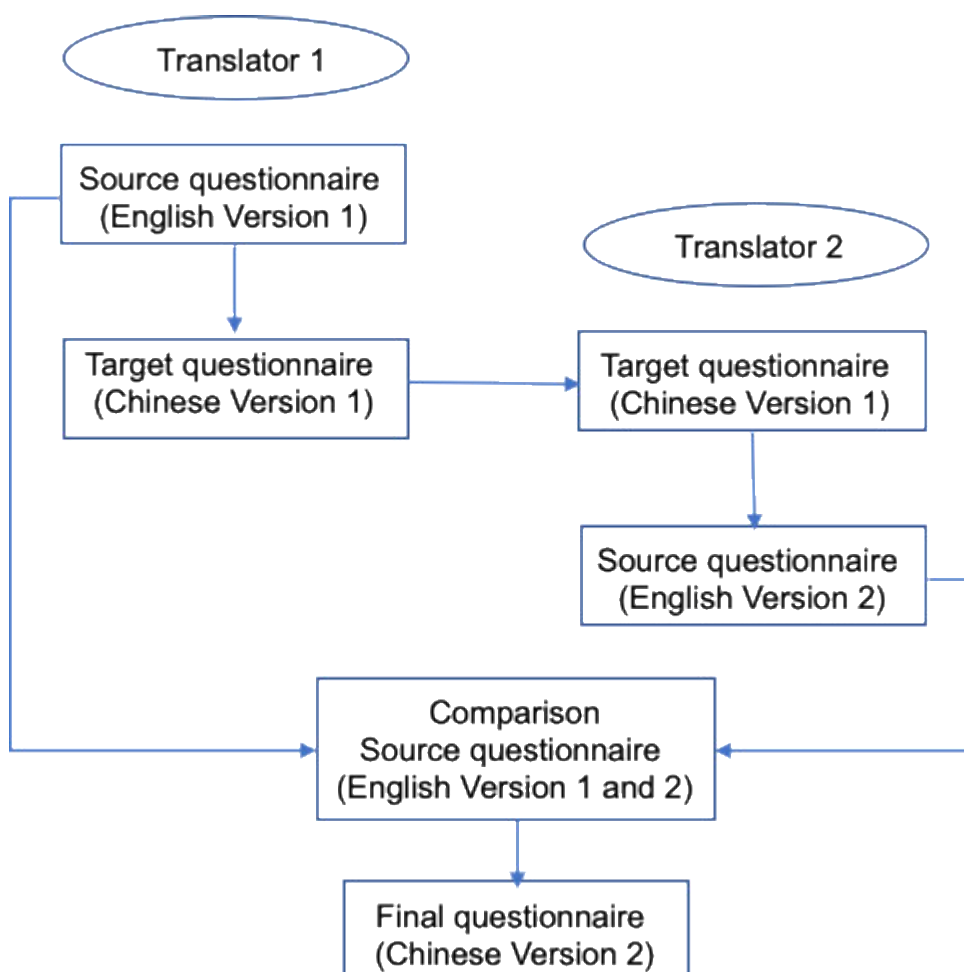 Translator 1
Source questionnaire
(English Version 1)
Translator 2
Target questionnaire
(Chinese Version 1)
Target questionnaire
(Chinese Version 1)
Source questionnaire
(English Version 2)
Comparison
Source questionnaire
(English Version 1 and 2)
Final questionnaire
(Chinese Version 2)